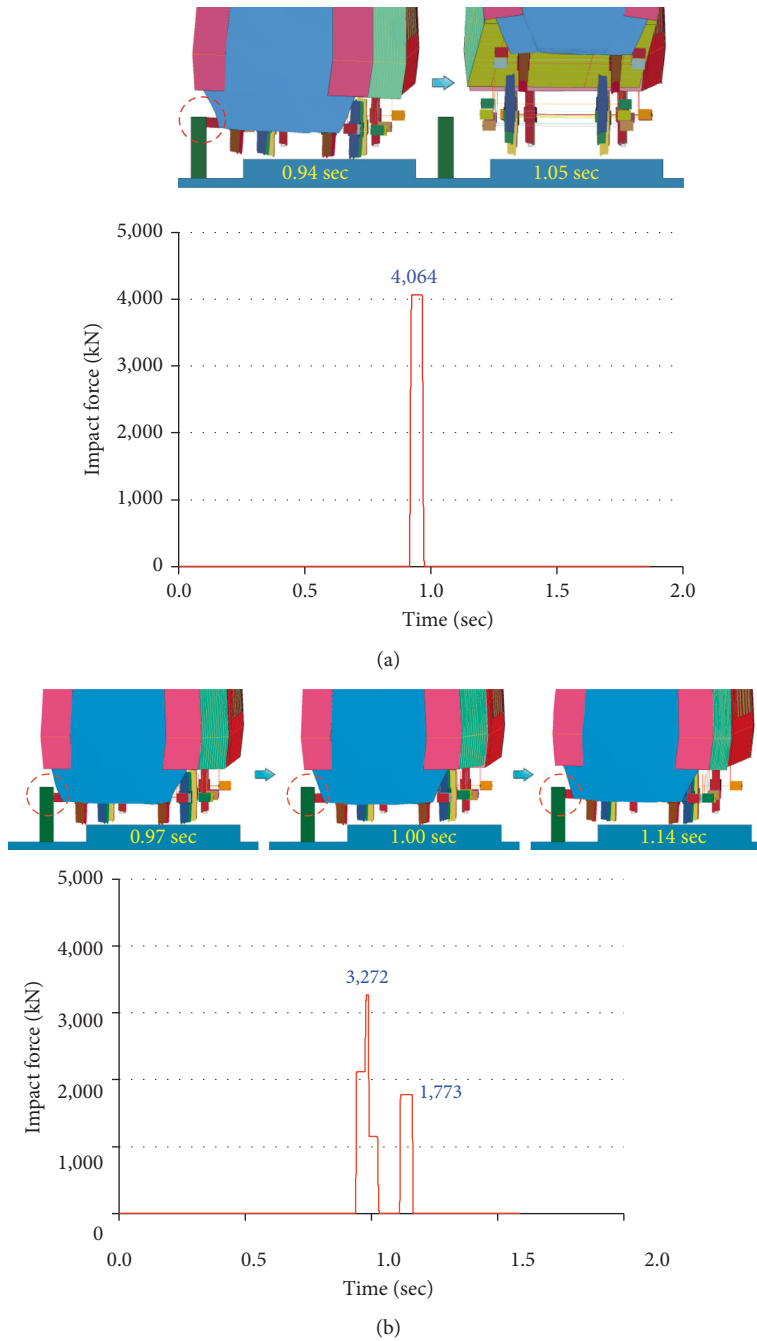 0.94 sec
1.05 sec
5,000
4,064
4,000
3,000
2,000
1,000
0
Impact force (kN)
0.0
0.5
1.0
1.5
2.0
Time (sec)
(a)
0.97 sec
1.00 sec
1.14 sec
5,000
4,000
3,272
3,000
2,000
1,773
1,000
0
Impact force (kN)
0.0
0.5
1.0
1.5
2.0
Time (sec)
(b)